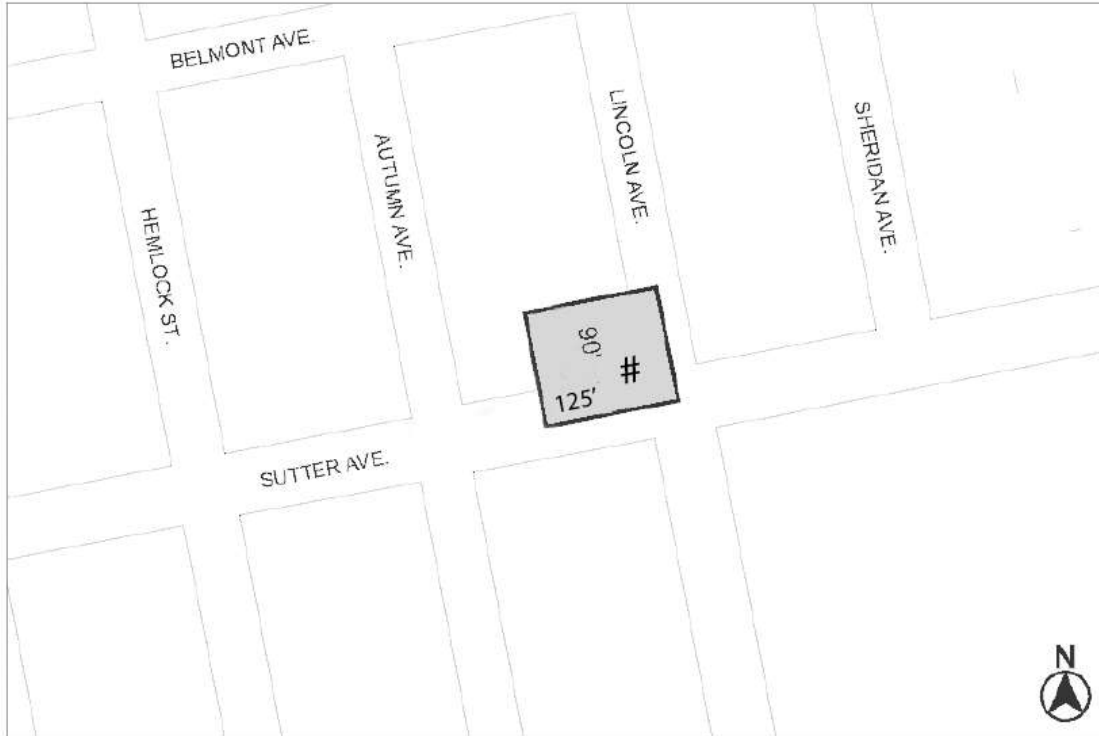 BELMONT AVE.
LINCOLN AVE.
SHERIDAN AVE.
AUTUMN AVE.
HEMLOCK ST.
90'
#
125'
SUTTER AVE.
N